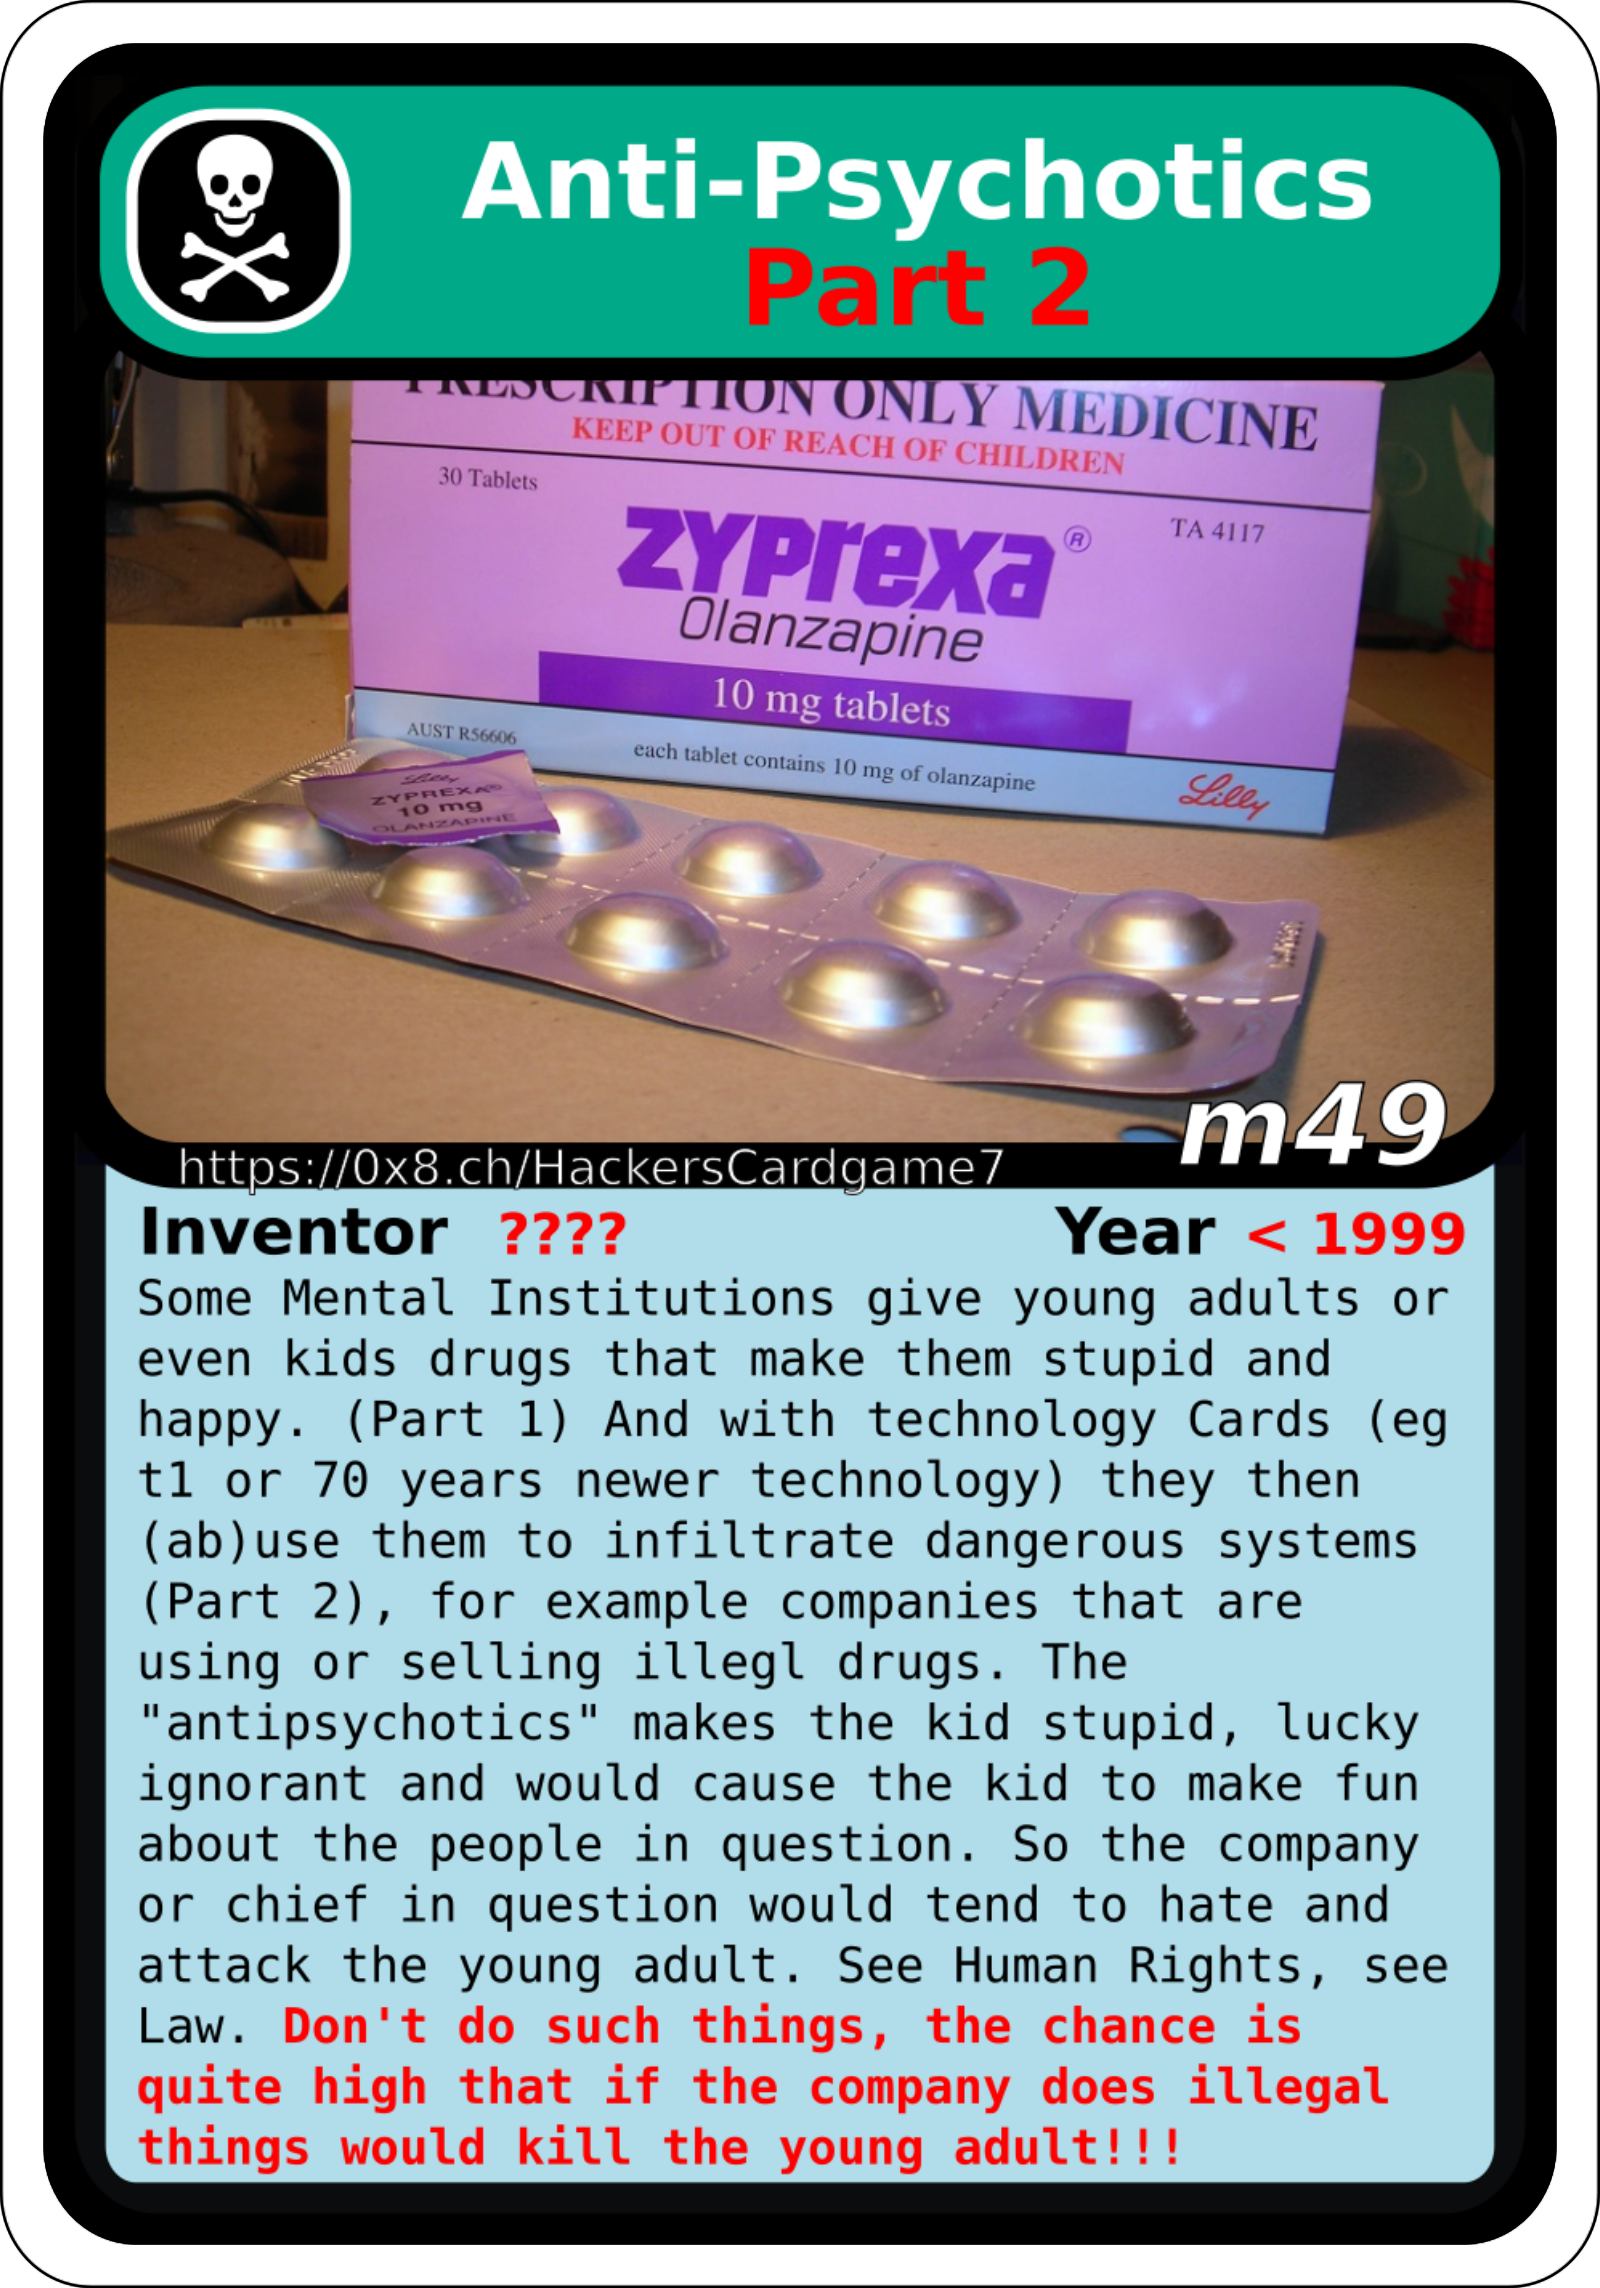 Anti-Psychotics
Part 2
PRESCRIPTION ONLY MEDICINE
KEEP OUT OF REACH OF CHILDREN
30 Tablets
TA 4117
zyprexa®
Olanzapine
10 mg tablets
AUST R56606
each tablet contains 10 mg of olanzapine
Lilly
Lilly
ZYPREXA®
10 mg
OLANZAPINE
m49
https://0x8.ch/HackersCardgame7
Inventor ???? Year < 1999
Some Mental Institutions give young adults or
even kids drugs that make them stupid and
happy. (Part 1) And with technology Cards (eg
t1 or 70 years newer technology) they then
(ab)use them to infiltrate dangerous systems
(Part 2), for example companies that are
using or selling illegl drugs. The
"antipsychotics" makes the kid stupid, lucky
ignorant and would cause the kid to make fun
about the people in question. So the company
or chief in question would tend to hate and
attack the young adult. See Human Rights, see
Law. Don't do such things, the chance is
quite high that if the company does illegal
things would kill the young adult!!!